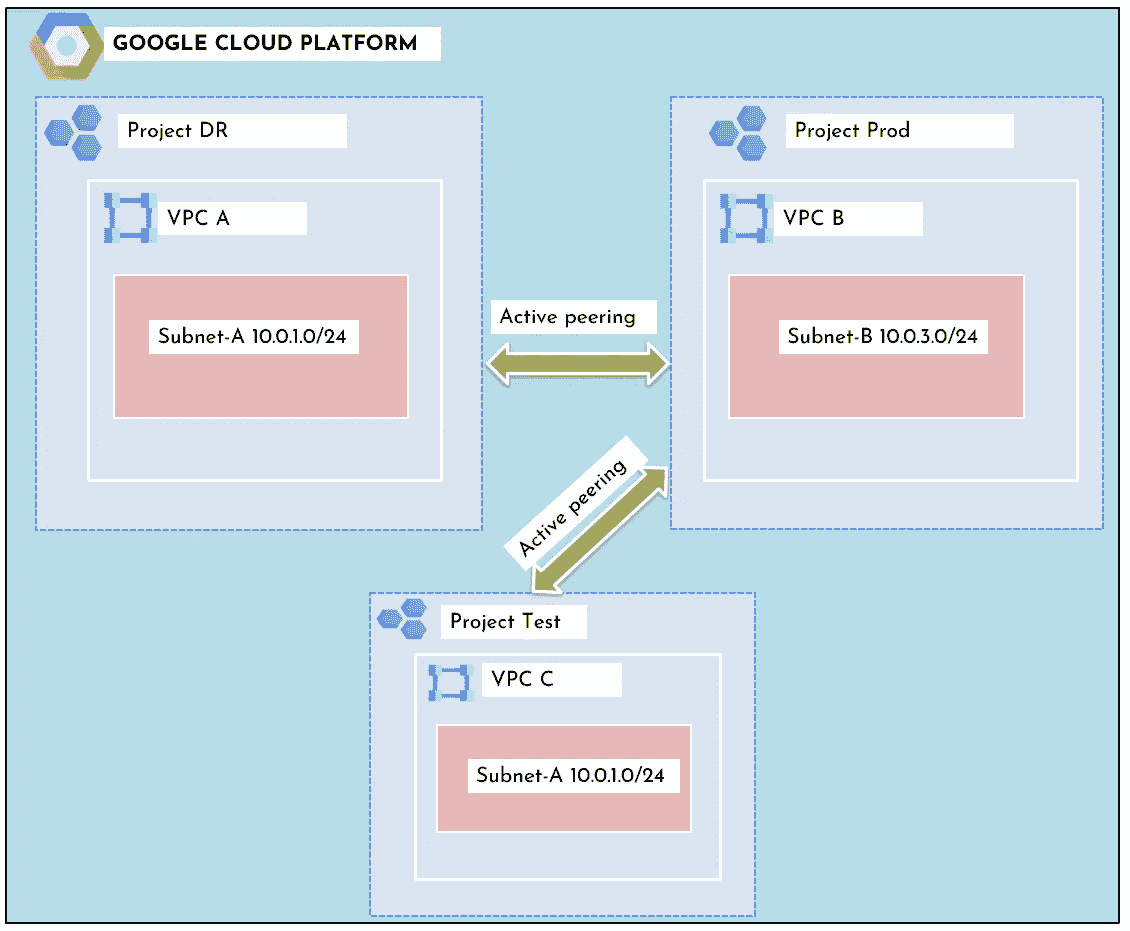 GOOGLE CLOUD PLATFORM
Project DR
Project Prod
VPC A
VPC B
Active peering
Subnet-A 10.0.1.0/24
Subnet-B 10.0.3.0/24
Active peering
Project Test
VPC C
Subnet-A 10.0.1.0/24